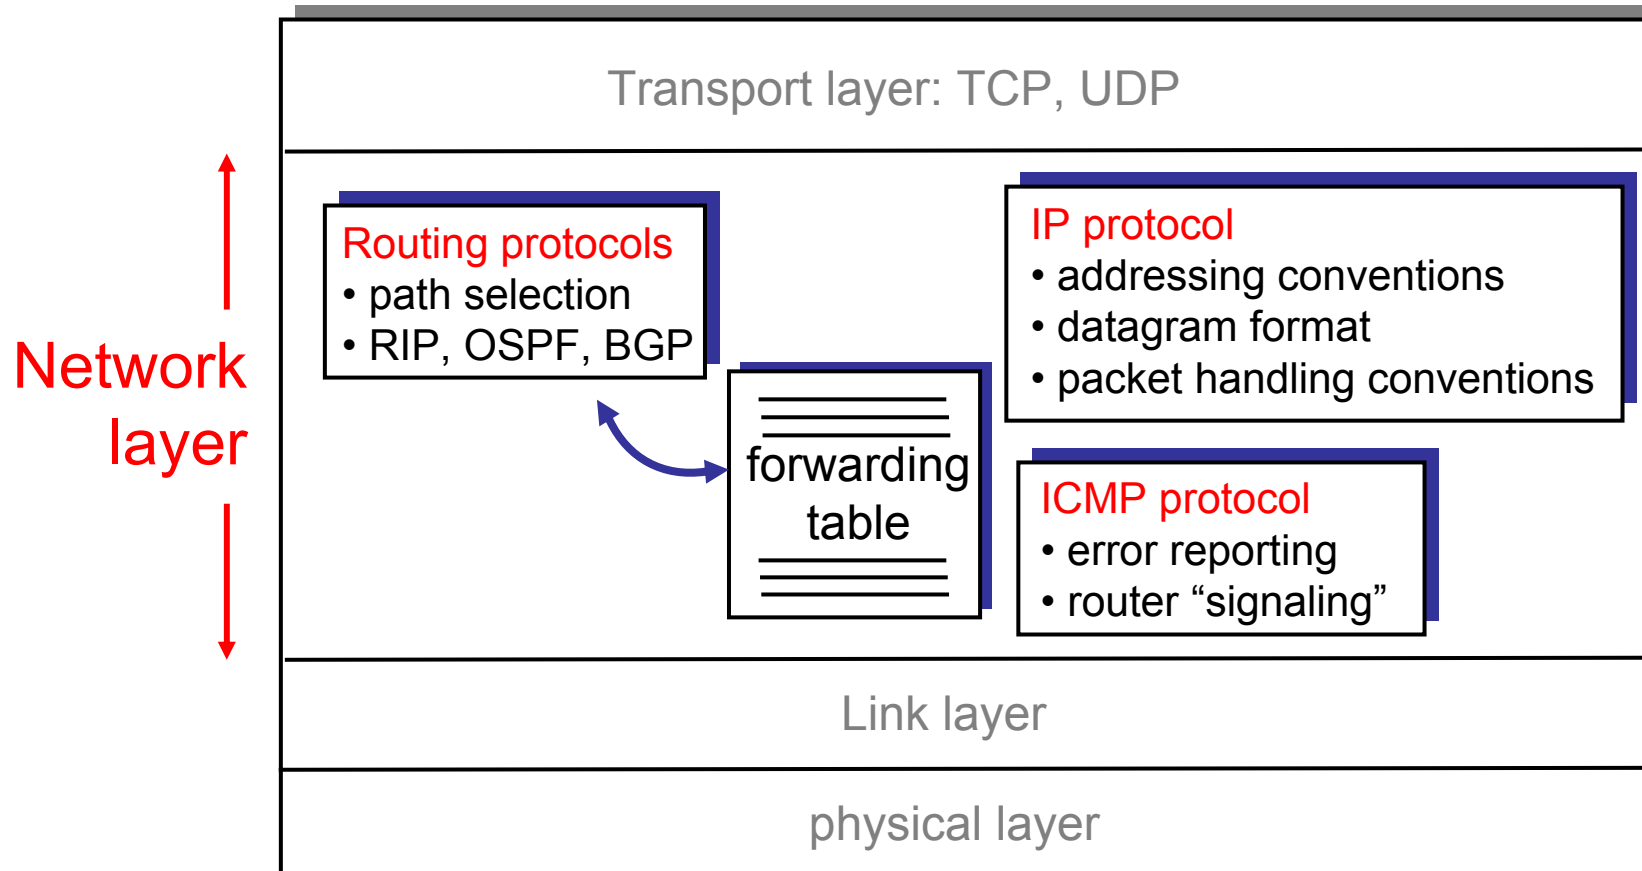 Transport layer: TCP, UDP
Network
layer
Routing protocols
• path selection
• RIP, OSPF, BGP
forwarding
table
IP protocol
• addressing conventions
• datagram format
• packet handling conventions
ICMP protocol
• error reporting
• router “signaling”
Link layer
physical layer